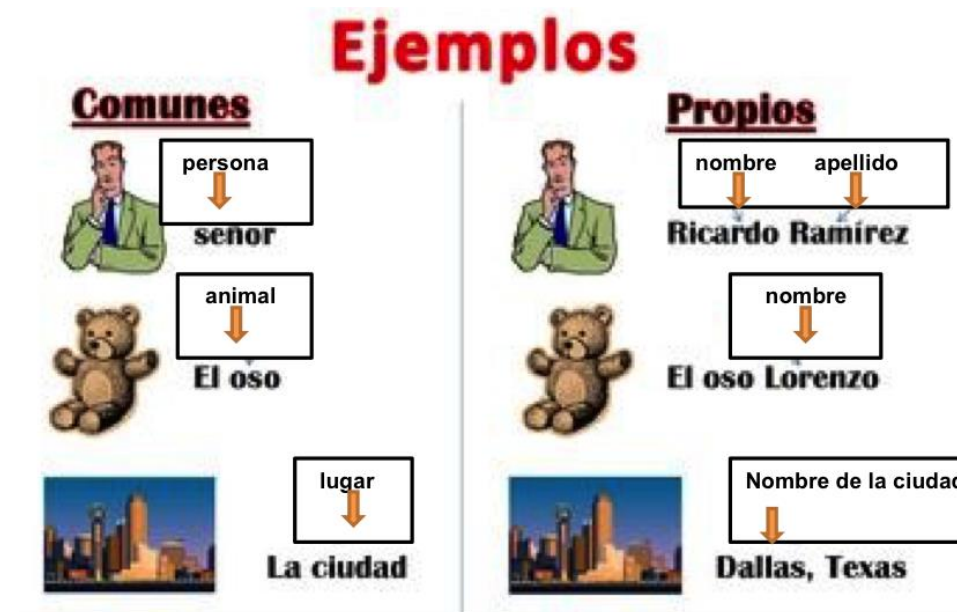 Ejemplos
Comunes
persona
señor
animal
El oso
lugar
La ciudad
Propios
nombre apellido
Ricardo Ramírez
nombre
El oso Lorenzo
Nombre de la ciudad
Dallas, Texas